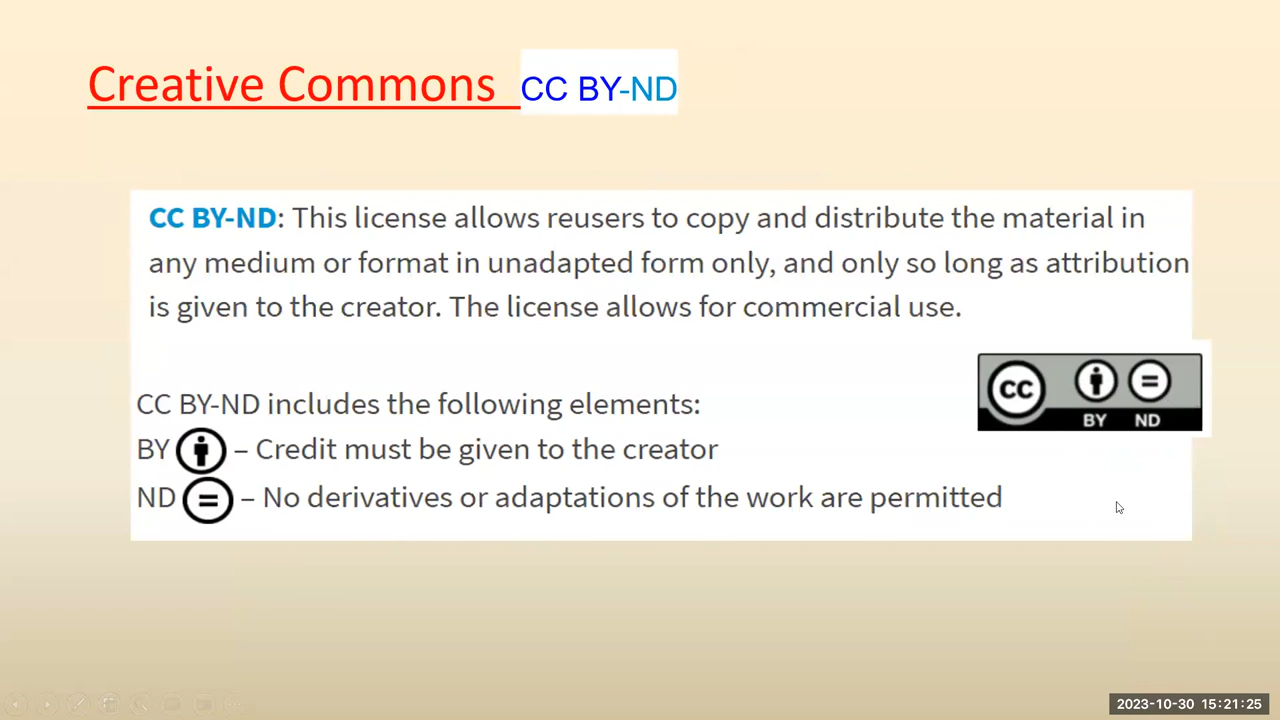 Creative Commons CC BY-ND
CC BY-ND: This license allows reusers to copy and distribute the material in
any medium or format in unadapted form only, and only so long as attribution
is given to the creator. The license allows for commercial use.
CC BY ND
CC BY-ND includes the following elements:
BY – Credit must be given to the creator
ND – No derivatives or adaptations of the work are permitted
2023-10-30 15:21:25